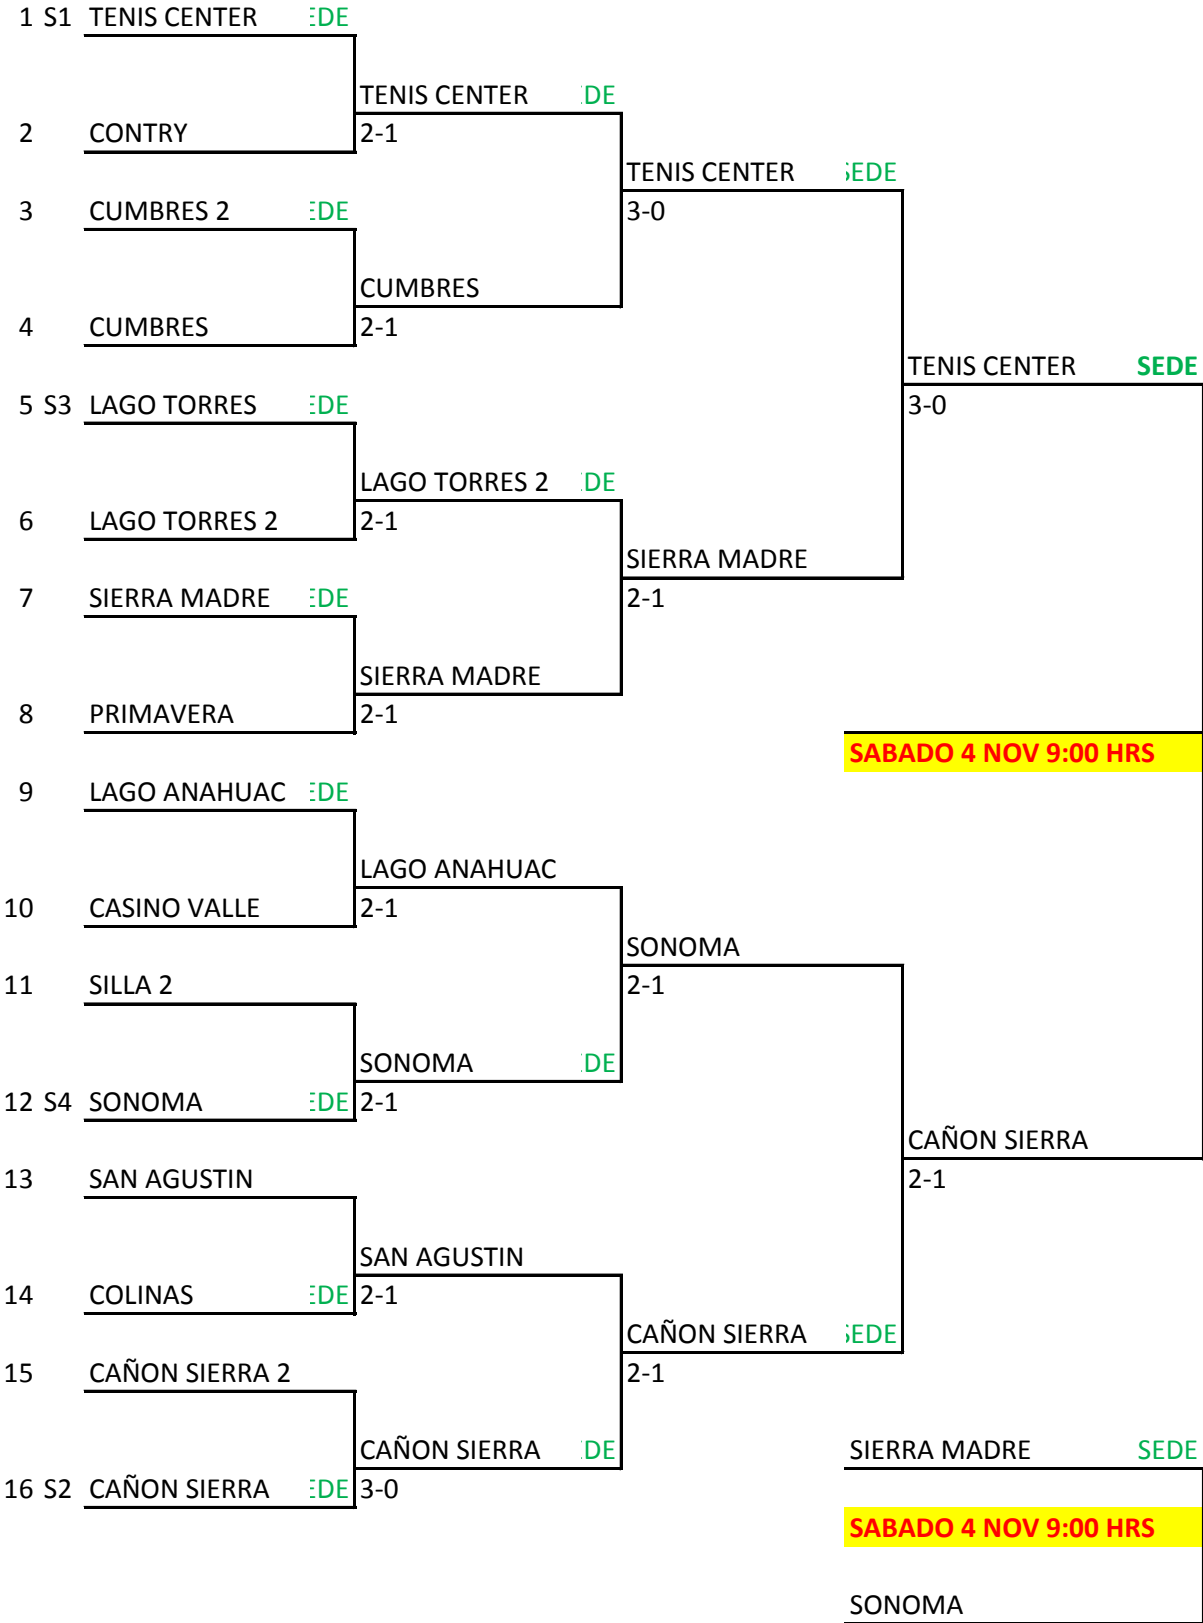 1 S1 TENIS CENTER EDE
TENIS CENTER DE
2 CONTRY 2-1
TENIS CENTER SEDE
3 CUMBRES 2 EDE 3-0
CUMBRES
4 CUMBRES 2-1
TENIS CENTER SEDE
5 S3 LAGO TORRES EDE 3-0
LAGO TORRES 2 DE
6 LAGO TORRES 2 2-1
SIERRA MADRE
7 SIERRA MADRE EDE 2-1
SIERRA MADRE
8 PRIMAVERA 2-1
SABADO 4 NOV 9:00 HRS
9 LAGO ANAHUAC EDE
LAGO ANAHUAC
10 CASINO VALLE 2-1
SONOMA
11 SILLA 2 2-1
SONOMA DE
12 S4 SONOMA EDE 2-1
CAÑON SIERRA
13 SAN AGUSTIN 2-1
SAN AGUSTIN
14 COLINAS EDE 2-1
CAÑON SIERRA SEDE
15 CAÑON SIERRA 2 2-1
CAÑON SIERRA DE SIERRA MADRE SEDE
16 S2 CAÑON SIERRA EDE 3-0
SABADO 4 NOV 9:00 HRS
SONOMA